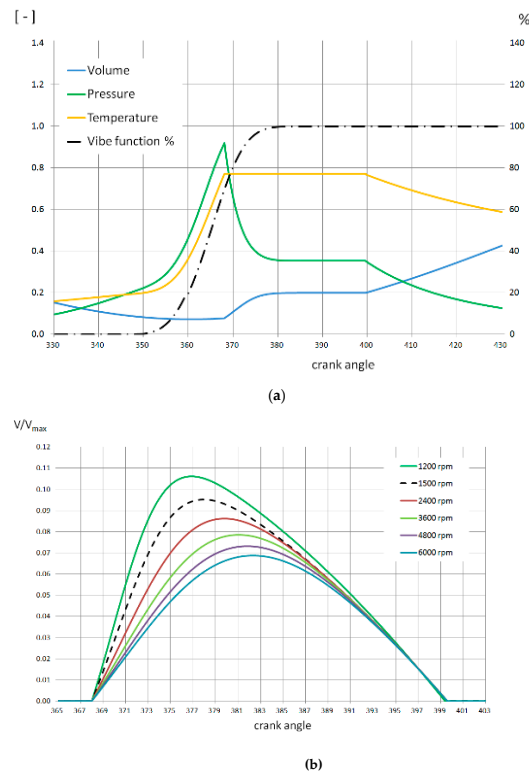 [ - ]
%
1.4
140
Volume
Pressure
1.2
120
Temperature
Vibe function %
1.0
100
0.8
80
0.6
60
0.4
40
0.2
20
0.0
0
330 340 350 360 370 380 390 400 410 420 430
crank angle
(a)
V/Vmax
0.12
0.11
0.10
0.09
0.08
0.07
0.06
0.05
0.04
0.03
0.02
0.01
0.00
1200 rpm
1500 rpm
2400 rpm
3600 rpm
4800 rpm
6000 rpm
365 367 368 371 373 375 377 379 381 383 385 387 389 391 393 395 397 399 401 403
crank angle
(b)